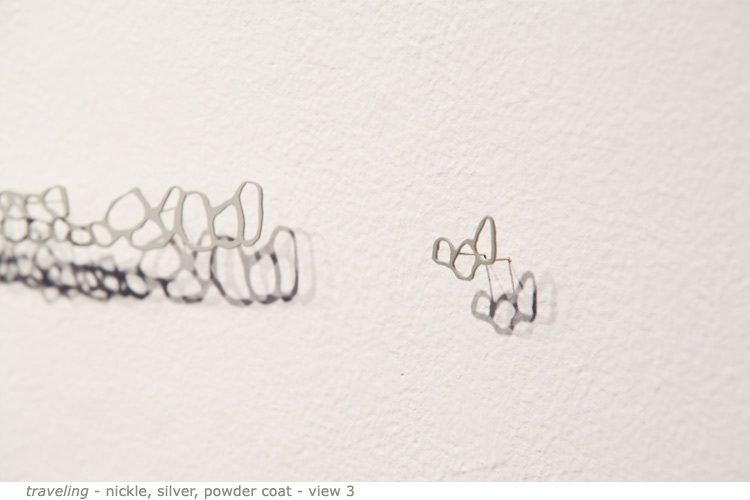 traveling - nickle, silver, powder coat - view 3